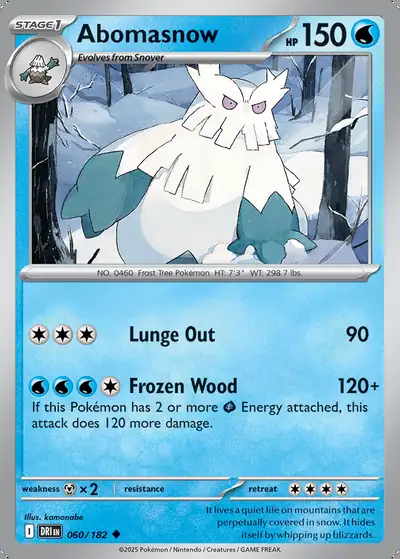 STAGE1
Abomasnow
HP 150
Evolves from Snover
NO. 0460 Frost Tree Pokémon HT: 7'3" WT: 298.7 lbs.
Lunge Out 90
Frozen Wood 120+
If this Pokémon has 2 or more Energy attached, this
attack does 120 more damage.
weakness ×2 resistance retreat
Illus. kamonabe
I DRI EN 060/182
It lives a quiet life on mountains that are
perpetually covered in snow. It hides
itself by whipping up blizzards.
©2025 Pokémon / Nintendo / Creatures / GAME FREAK